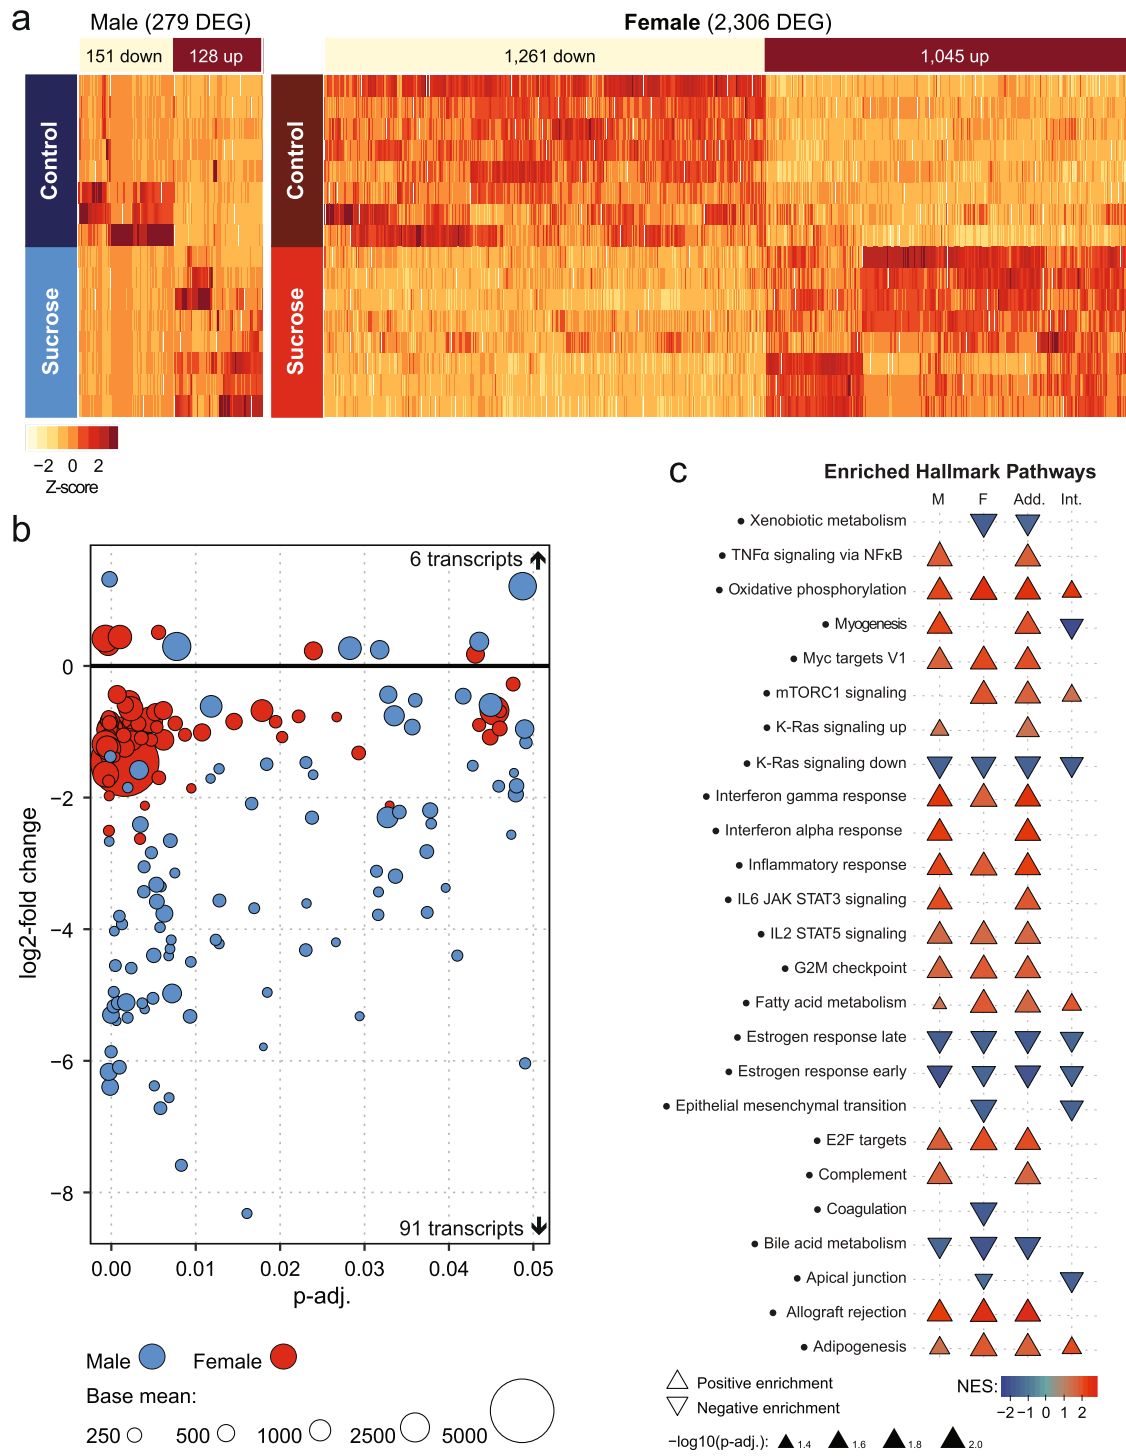 a
Male (279 DEG)
Female (2,306 DEG)
151 down
128 up
1,261 down
1,045 up
Control
Control
Sucrose
Sucrose
−2 0 2
Z-score
b
6 transcripts
0
−2
−4
−6
−8
log2-fold change
91 transcripts
0.00 0.01 0.02 0.03 0.04 0.05
p-adj.
Male
Female
Base mean:
250 500 1000 2500 5000
c
Enriched Hallmark Pathways
M F Add. Int.
• Xenobiotic metabolism
• TNFα signaling via NFκB
• Oxidative phosphorylation
• Myogenesis
• Myc targets V1
• mTORC1 signaling
• K-Ras signaling up
• K-Ras signaling down
• Interferon gamma response
• Interferon alpha response
• Inflammatory response
• IL6 JAK STAT3 signaling
• IL2 STAT5 signaling
• G2M checkpoint
• Fatty acid metabolism
• Estrogen response late
• Estrogen response early
• Epithelial mesenchymal transition
• E2F targets
• Complement
• Coagulation
• Bile acid metabolism
• Apical junction
• Allograft rejection
• Adipogenesis
Positive enrichment
Negative enrichment
NES:
−2 −1 0 1 2
−log10(p-adj.): 1.4 1.6 1.8 2.0